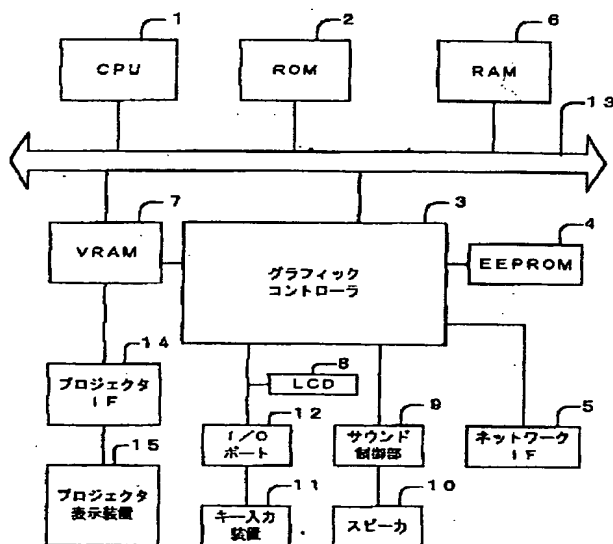 1
2
6
CPU
ROM
RAM
13
7
3
4
VRAM
グラフィック
コントローラ
EEPROM
14
8
LCD
プロジェクタ
IF
12
9
5
I/O
ポート
サウンド
制御部
ネットワーク
IF
15
11
10
プロジェクタ
表示装置
キー入力
装置
スピーカ